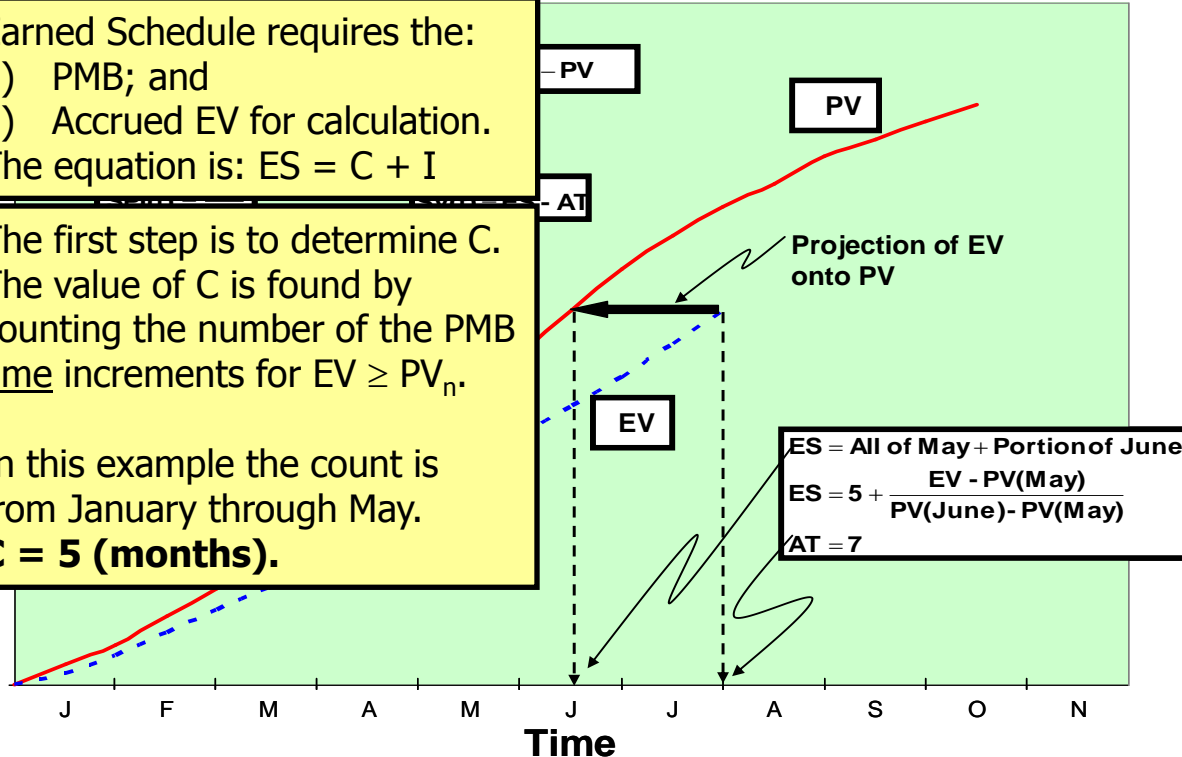 arned Schedule requires the:
) PMB; and
) Accrued EV for calculation.
he equation is: ES = C + I
– PV
- AT
he first step is to determine C.
he value of C is found by
ounting the number of the PMB
me increments for EV ≥ PVn.
n this example the count is
rom January through May.
C = 5 (months).
PV
Projection of EV
onto PV
EV
ES = All of May + Portion of June
ES = 5 + EV - PV(May) / PV(June) - PV(May)
AT = 7
J F M A M J J A S O N
Time